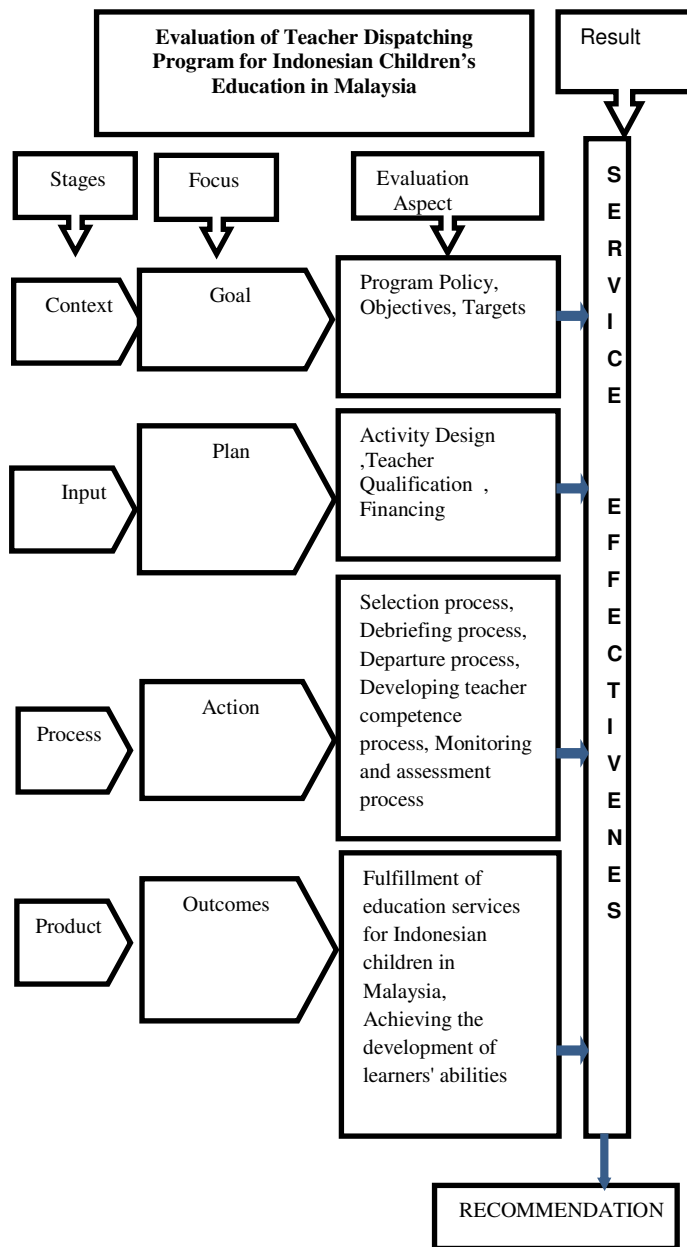 Evaluation of Teacher Dispatching
Program for Indonesian Children's
Education in Malaysia
Result
Stages
Focus
Evaluation
Aspect
Context
Goal
Program Policy,
Objectives, Targets
Input
Plan
Activity Design
,Teacher
Qualification ,
Financing
Process
Action
Selection process,
Debriefing process,
Departure process,
Developing teacher
competence
process, Monitoring
and assessment
process
Product
Outcomes
Fulfillment of
education services
for Indonesian
children in
Malaysia,
Achieving the
development of
learners' abilities
SERVICE EFFECTIVENES
RECOMMENDATION